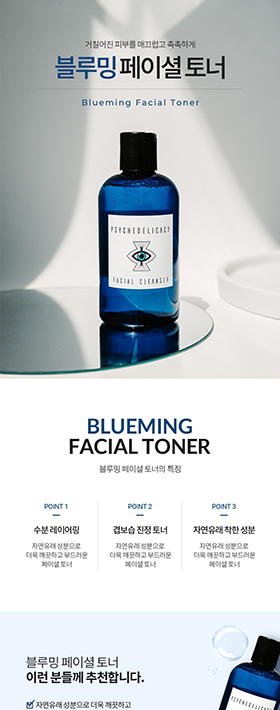 거칠어진 피부를 매끄럽고 촉촉하게
블루밍 페이셜 토너
Blueming Facial Toner
PSYCHEDELICACY
FACIAL CLEANSER
BLUEMING
FACIAL TONER
블루밍 페이셜 토너의 특징
POINT 1
수분 레이어링
자연유래 성분으로
더욱 깨끗하고 부드러운
페이셜 토너
POINT 2
겹보습 진정 토너
자연유래 성분으로
더욱 깨끗하고 부드러운
페이셜 토너
POINT 3
자연유래 착한 성분
자연유래 성분으로
더욱 깨끗하고 부드러운
페이셜 토너
블루밍 페이셜 토너
이런 분들께 추천합니다.
자연유래 성분으로 더욱 깨끗하고